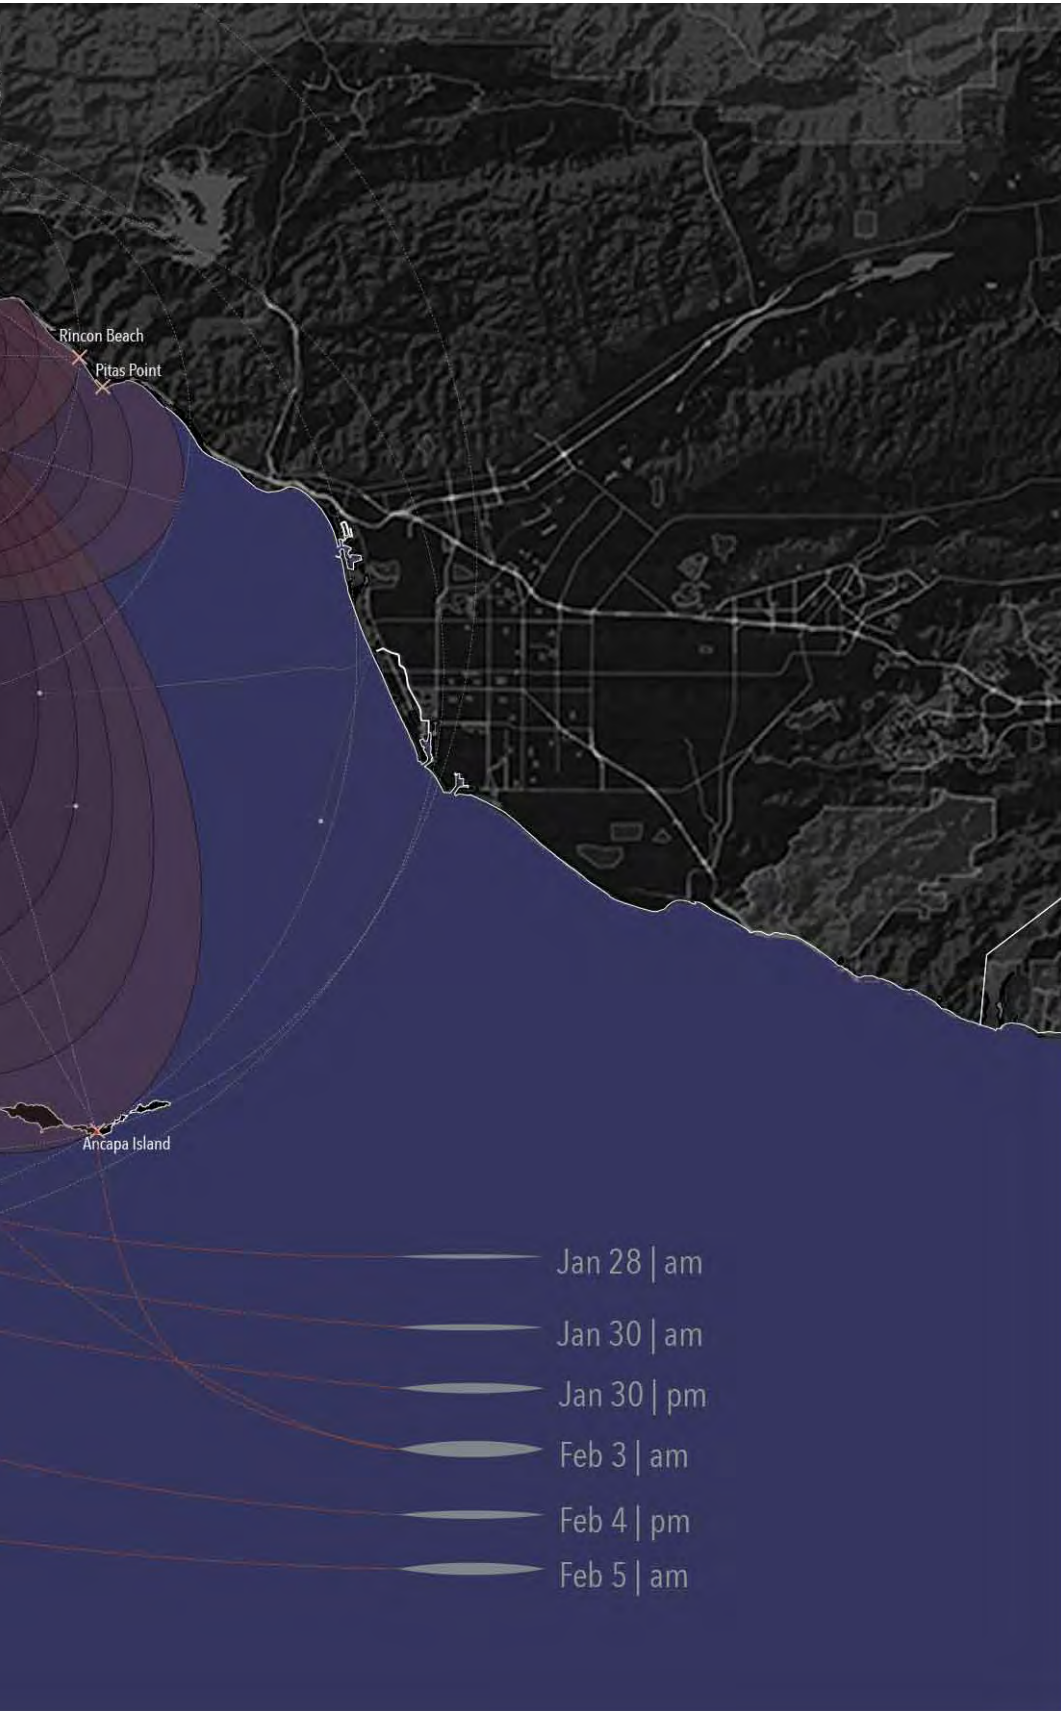 Rincon Beach
Pitas Point
Ancapa Island
Jan 28 | am
Jan 30 | am
Jan 30 | pm
Feb 3 | am
Feb 4 | pm
Feb 5 | am